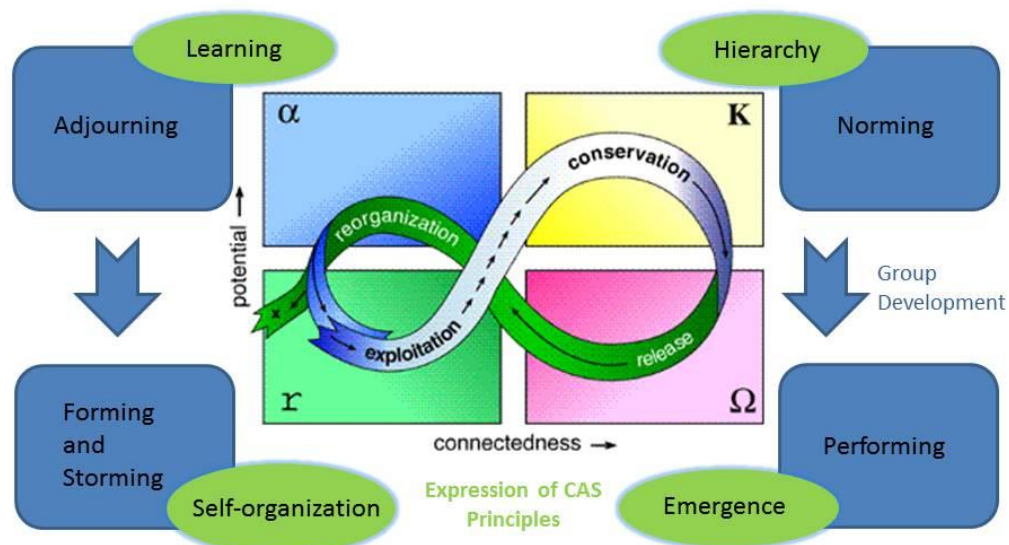 Learning
Hierarchy
Adjourning
Norming
α
K
conservation
reorganization
potential →
Group
Development
x
exploitation
release
r
Ω
connectedness →
Forming
and
Storming
Performing
Self-organization
Expression of CAS
Principles
Emergence